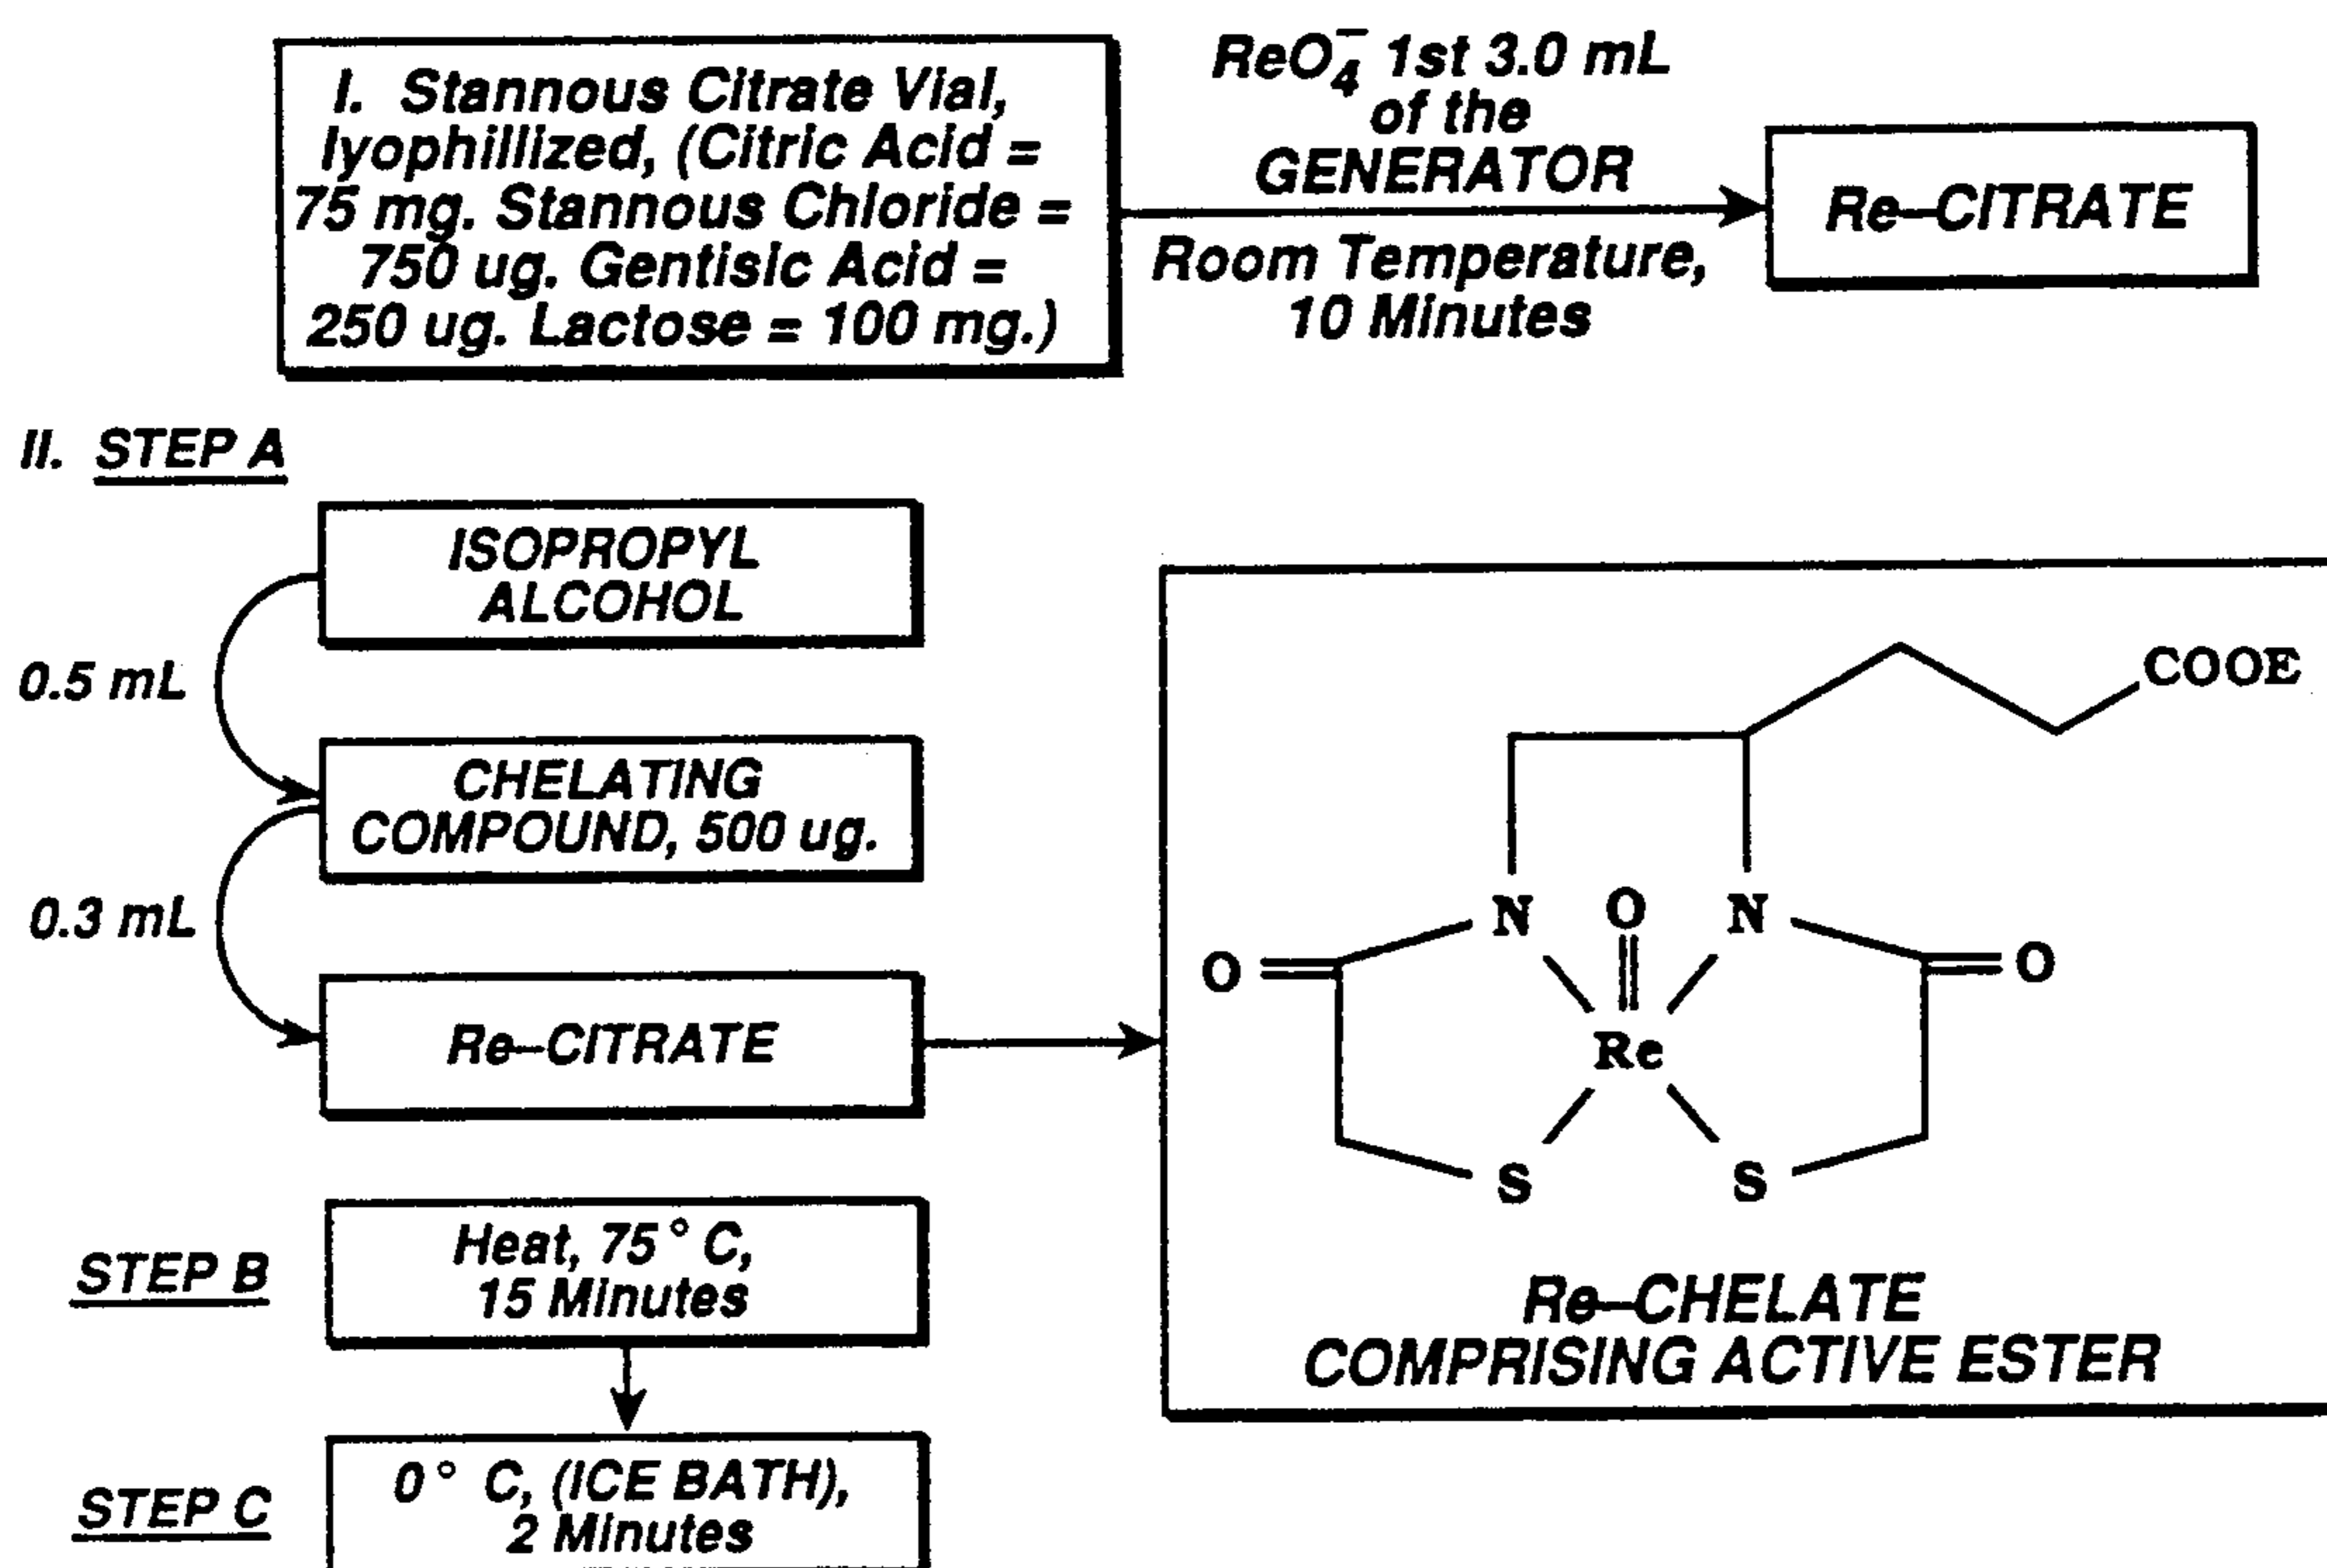 I. Stannous Citrate Vial,
lyophillized, (Citric Acid =
75 mg. Stannous Chloride =
750 ug. Gentisic Acid =
250 ug. Lactose = 100 mg.)
ReO₄⁻ 1st 3.0 mL
of the
GENERATOR
Room Temperature,
10 Minutes
Re-CITRATE
II. STEP A
ISOPROPYL
ALCOHOL
0.5 mL
CHELATING
COMPOUND, 500 ug.
0.3 mL
Re-CITRATE
COOE
N O N
O O
Re
S S
Re-CHELATE
COMPRISING ACTIVE ESTER
STEP B
Heat, 75° C,
15 Minutes
STEP C
0° C, (ICE BATH),
2 Minutes